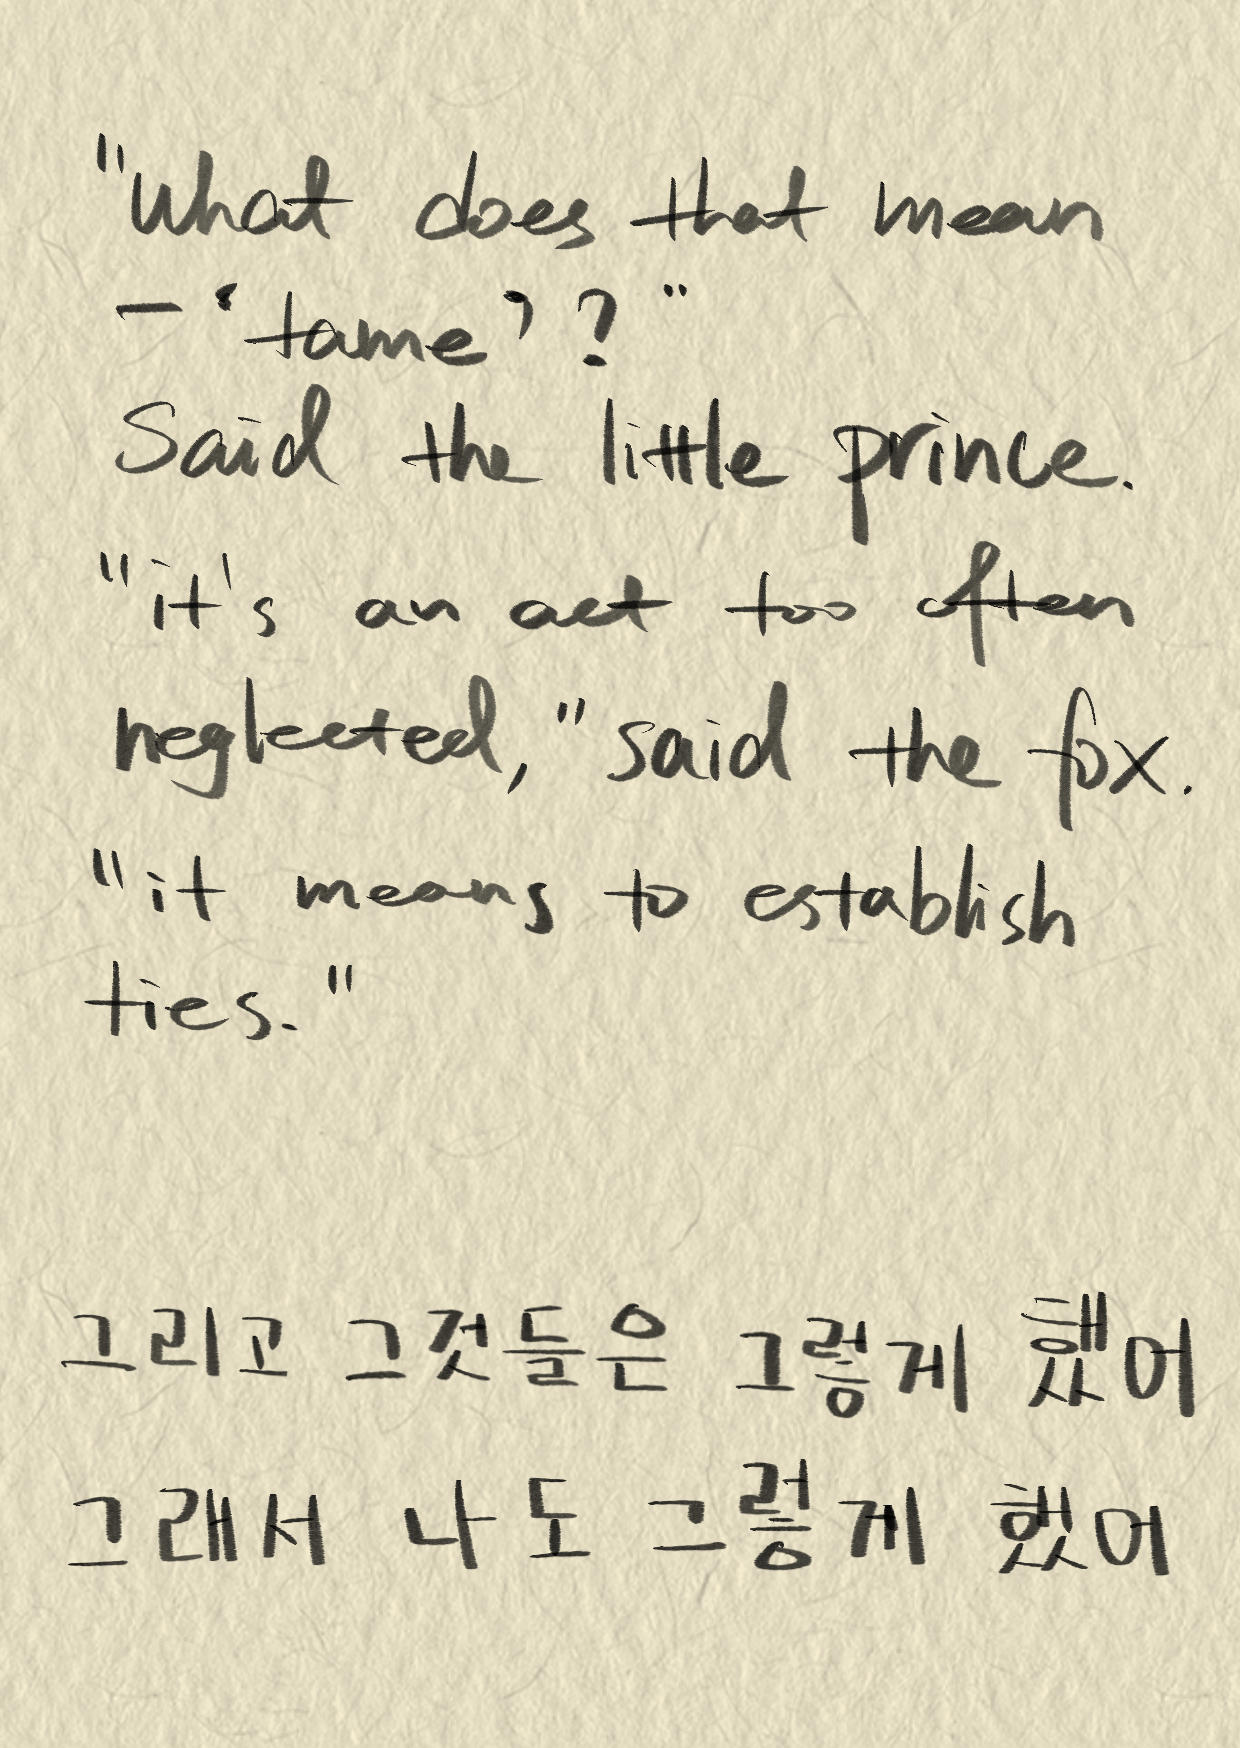 "What does that mean
– 'tame'?"
Said the little prince.
"it's an act too often
neglected," said the fox.
"it means to establish
ties."
그리고 그것들은 그렇게 했어
그래서 나도 그렇게 했어